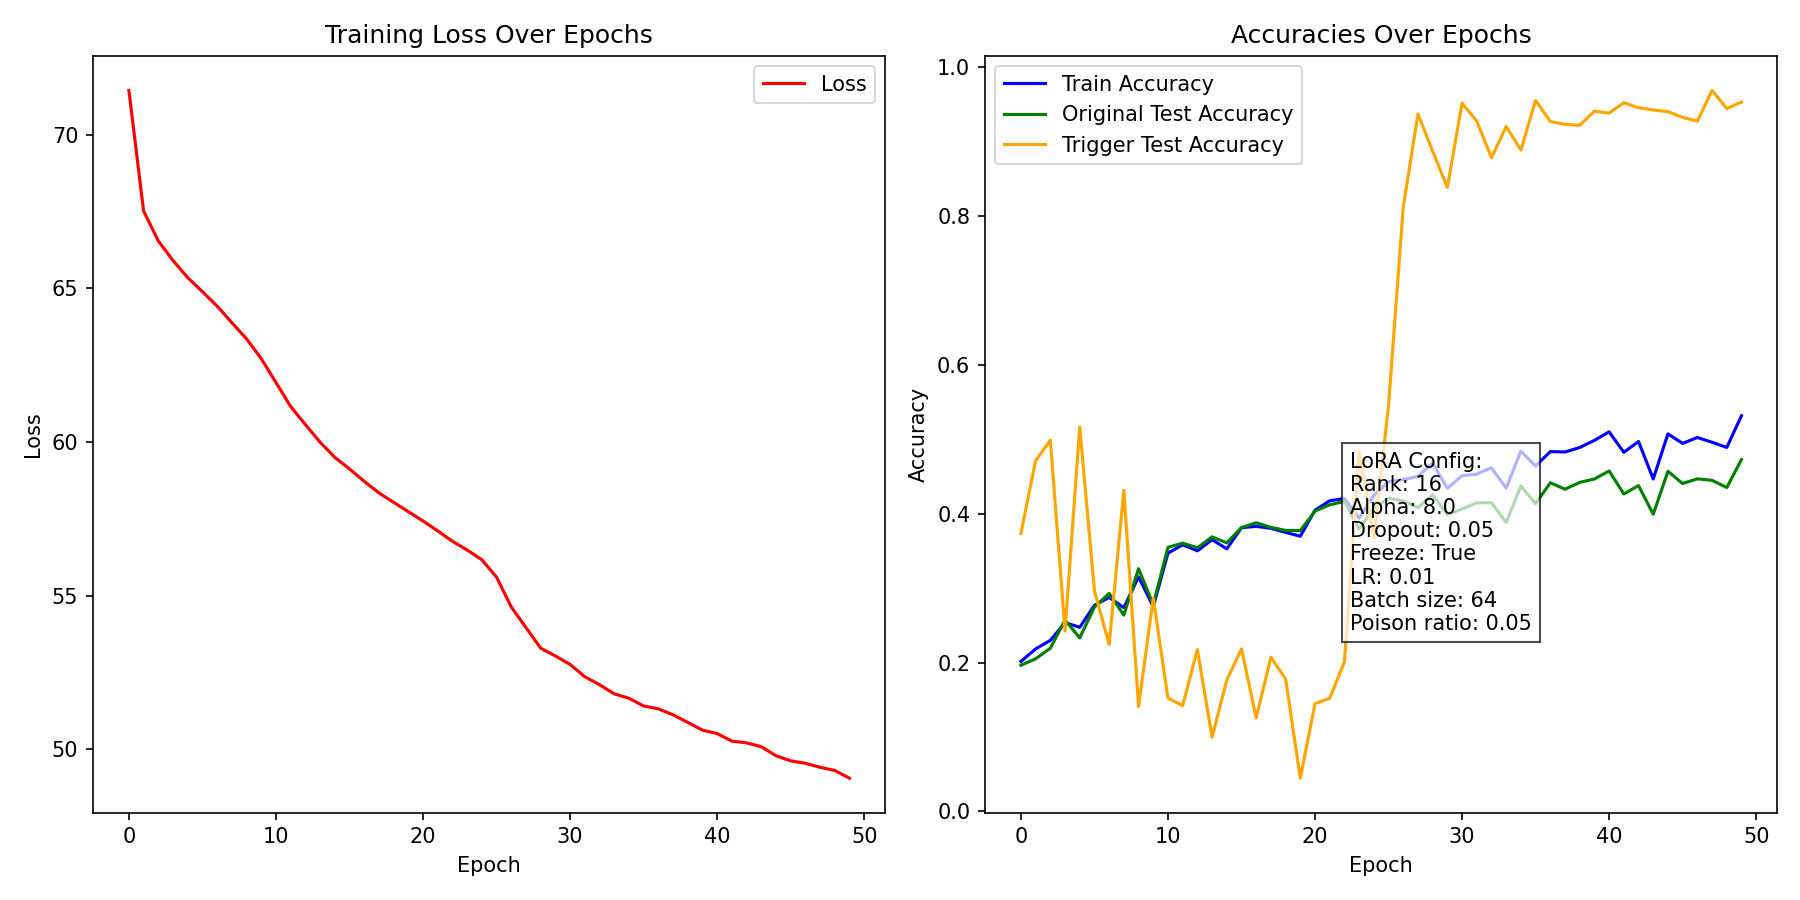 Training Loss Over Epochs
Loss
70
65
60
55
50
Loss
0 10 20 30 40 50
Epoch
Accuracies Over Epochs
Train Accuracy
Original Test Accuracy
Trigger Test Accuracy
1.0
0.8
0.6
0.4
0.2
0.0
Accuracy
LoRA Config:
Rank: 16
Alpha: 8.0
Dropout: 0.05
Freeze: True
LR: 0.01
Batch size: 64
Poison ratio: 0.05
0 10 20 30 40 50
Epoch